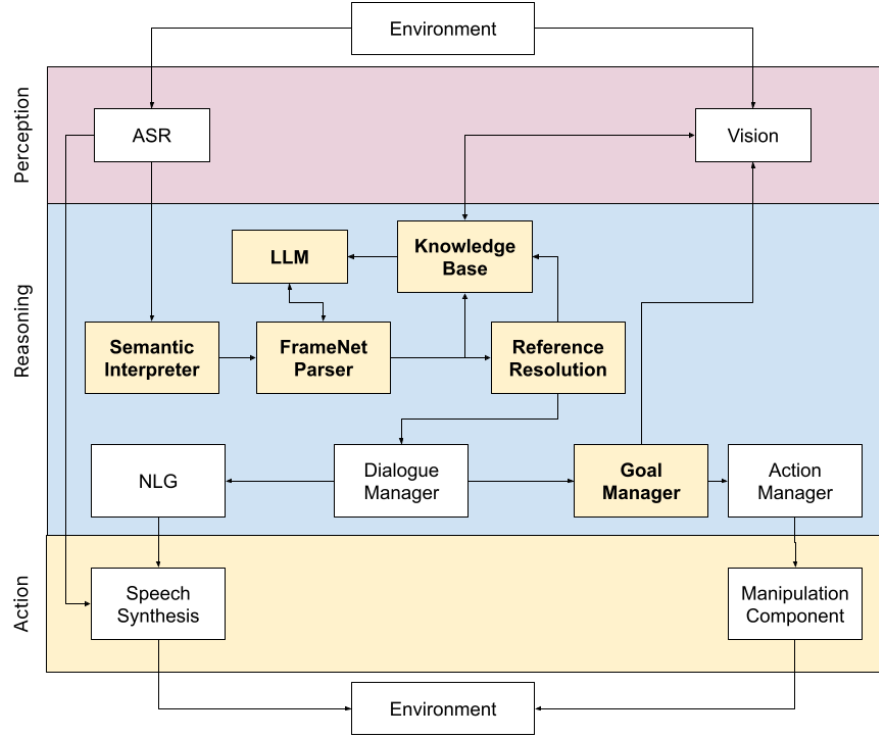 Environment
Perception
ASR
Vision
Reasoning
LLM
Knowledge
Base
Semantic
Interpreter
FrameNet
Parser
Reference
Resolution
NLG
Dialogue
Manager
Goal
Manager
Action
Manager
Action
Speech
Synthesis
Manipulation
Component
Environment